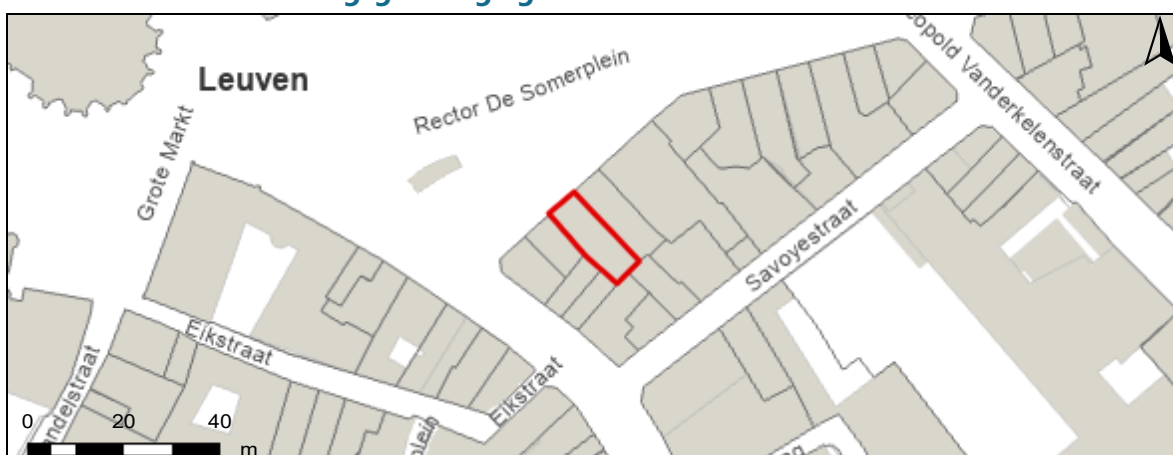 Leuven
Rector De Somerplein
Grote Markt
Leopold Vanderkelenstraat
Savoyestraat
Eikstraat
Eikstraat
0 20 40
m